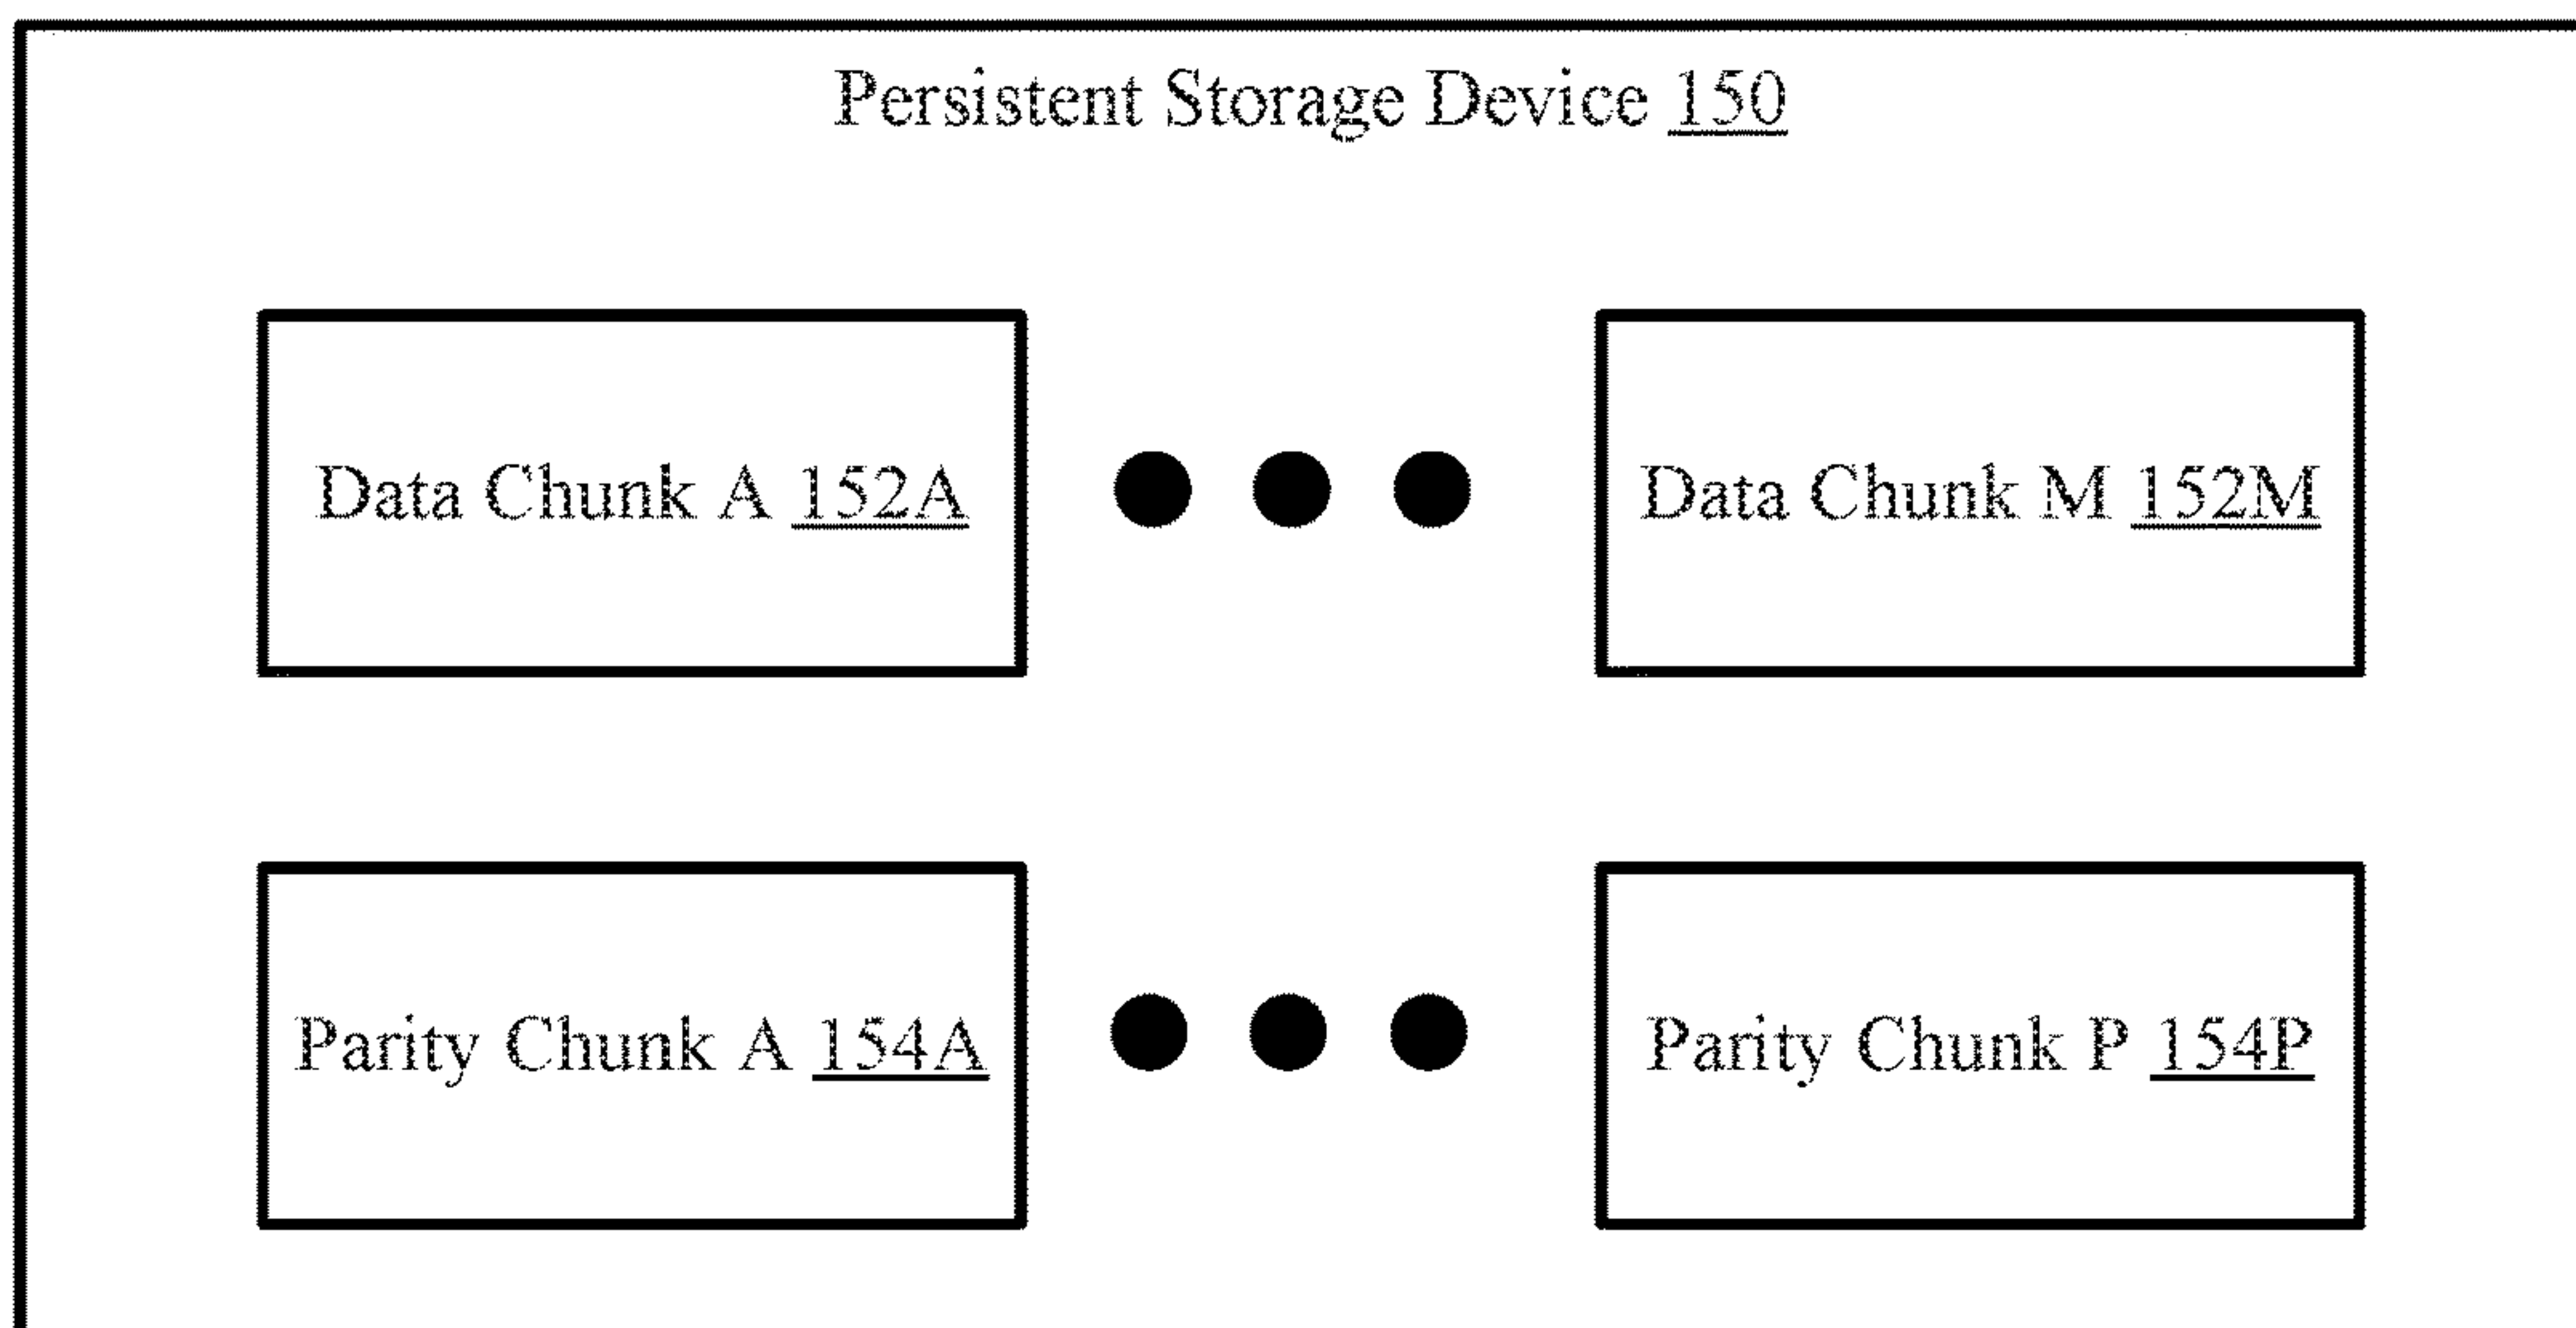 Persistent Storage Device 150
Data Chunk A 152A
Data Chunk M 152M
Parity Chunk A 154A
Parity Chunk P 154P